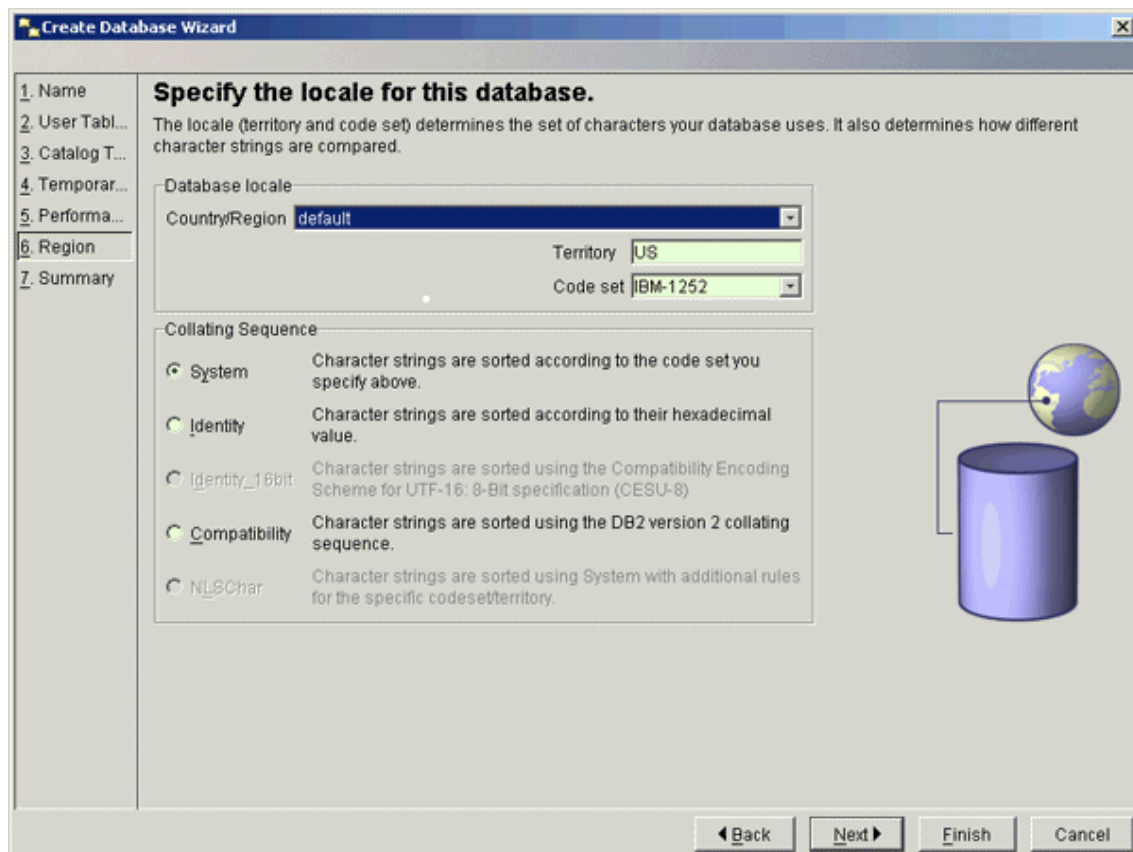 Create Database Wizard
1. Name
2. User Tabl...
3. Catalog T...
4. Temporar...
5. Performa...
6. Region
7. Summary
Specify the locale for this database.
The locale (territory and code set) determines the set of characters your database uses. It also determines how different
character strings are compared.
Database locale
Country/Region default
Territory US
Code set IBM-1252
Collating Sequence
System Character strings are sorted according to the code set you
specify above.
Identity Character strings are sorted according to their hexadecimal
value.
Identity_16bit Character strings are sorted using the Compatibility Encoding
Scheme for UTF-16: 8-Bit specification (CESU-8)
Compatibility Character strings are sorted using the DB2 version 2 collating
sequence.
NLSChar Character strings are sorted using System with additional rules
for the specific codeset/territory.
Back Next Finish Cancel